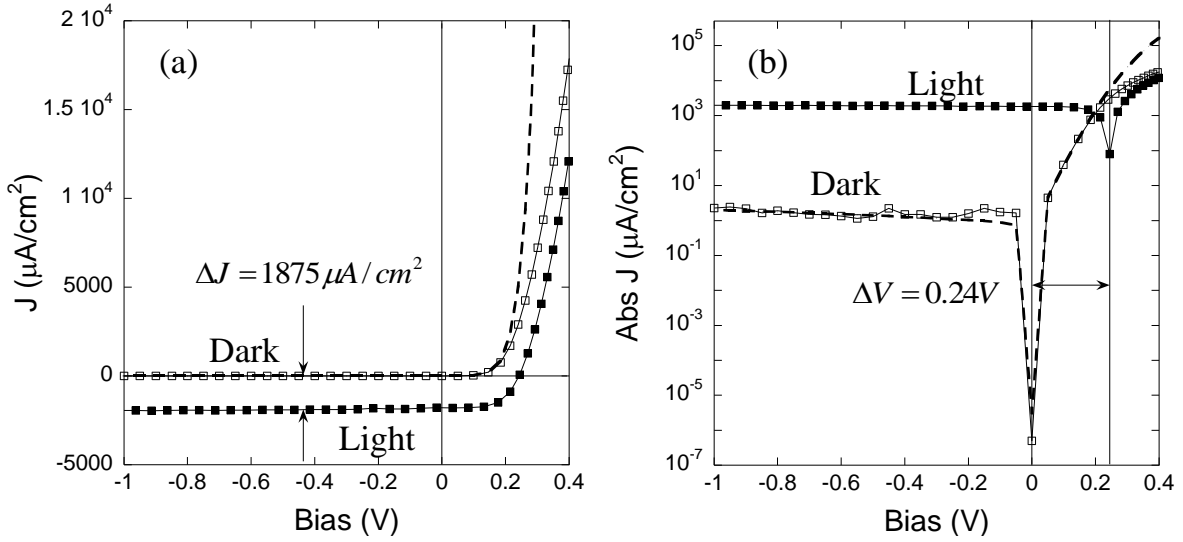 (a)
J (μA/cm²)
2 10⁴
1.5 10⁴
1 10⁴
5000
0
-5000
ΔJ = 1875 μA / cm²
Dark
Light
-1 -0.8 -0.6 -0.4 -0.2 0 0.2 0.4
Bias (V)
(b)
Abs J (μA/cm²)
10⁵
10³
10¹
10⁻¹
10⁻³
10⁻⁵
10⁻⁷
Light
Dark
ΔV = 0.24V
-1 -0.8 -0.6 -0.4 -0.2 0 0.2 0.4
Bias (V)